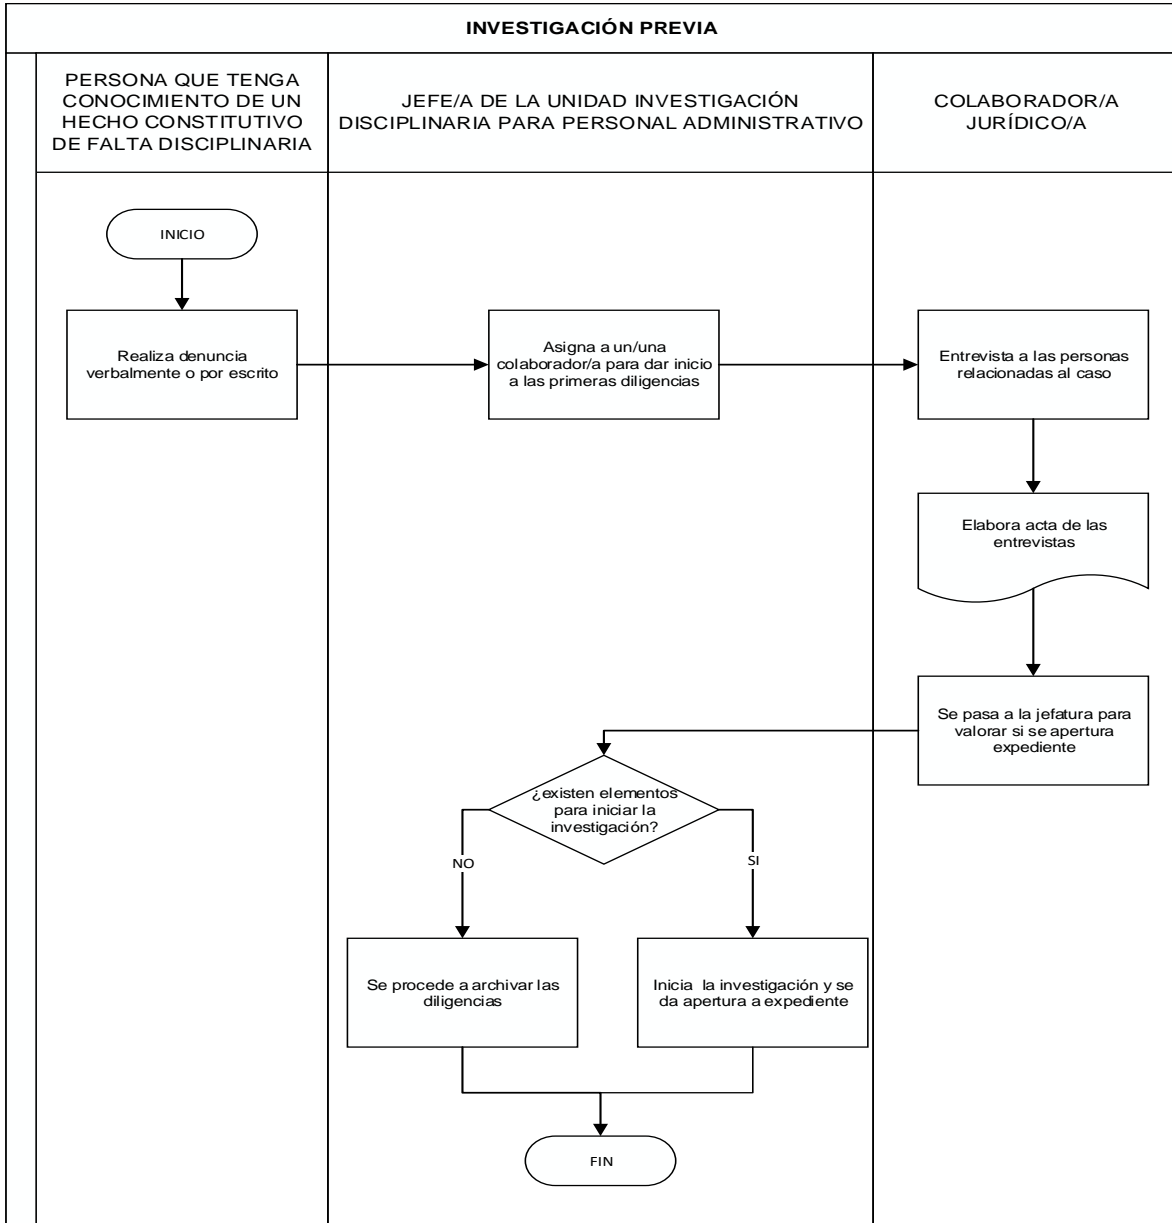 INVESTIGACIÓN PREVIA
PERSONA QUE TENGA
CONOCIMIENTO DE UN
HECHO CONSTITUTIVO
DE FALTA DISCIPLINARIA
JEFE/A DE LA UNIDAD INVESTIGACIÓN
DISCIPLINARIA PARA PERSONAL ADMINISTRATIVO
COLABORADOR/A
JURÍDICO/A
INICIO
Realiza denuncia
verbalmente o por escrito
Asigna a un/una
colaborador/a para dar inicio
a las primeras diligencias
Entrevista a las personas
relacionadas al caso
Elabora acta de las
entrevistas
Se pasa a la jefatura para
valorar si se apertura
expediente
¿existen elementos
para iniciar la
investigación?
NO
SI
Se procede a archivar las
diligencias
Inicia la investigación y se
da apertura a expediente
FIN